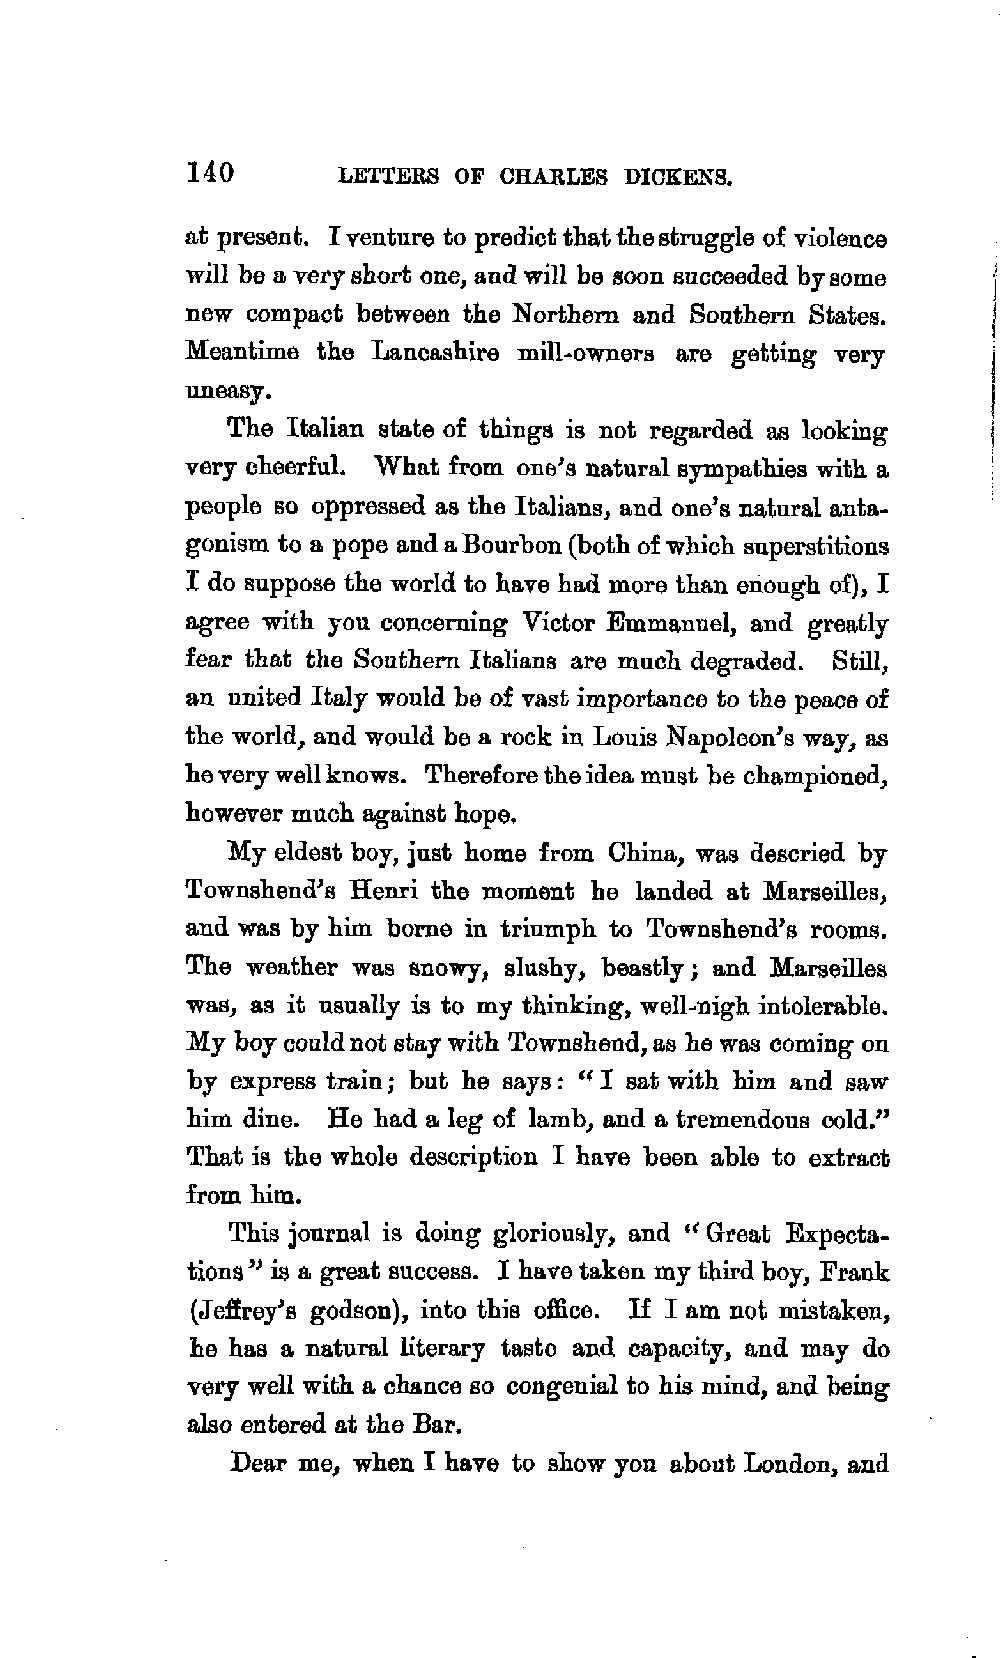 140 LETTERS OF CHARLES DICKENS.
at present. I venture to predict that the struggle of violence
will be a very short one, and will be soon succeeded by some
new compact between the Northern and Southern States.
Meantime the Lancashire mill-owners are getting very
uneasy.
The Italian state of things is not regarded as looking
very cheerful. What from one's natural sympathies with a
people so oppressed as the Italians, and one's natural anta-
gonism to a pope and a Bourbon (both of which superstitions
I do suppose the world to have had more than enough of), I
agree with you concerning Victor Emmanuel, and greatly
fear that the Southern Italians are much degraded. Still,
an united Italy would be of vast importance to the peace of
the world, and would be a rock in Louis Napoleon's way, as
he very well knows. Therefore the idea must be championed,
however much against hope.
My eldest boy, just home from China, was descried by
Townshend's Henri the moment he landed at Marseilles,
and was by him borne in triumph to Townshend's rooms.
The weather was snowy, slushy, beastly; and Marseilles
was, as it usually is to my thinking, well-nigh intolerable.
My boy could not stay with Townshend, as he was coming on
by express train; but he says: "I sat with him and saw
him dine. He had a leg of lamb, and a tremendous cold."
That is the whole description I have been able to extract
from him.
This journal is doing gloriously, and "Great Expecta-
tions" is a great success. I have taken my third boy, Frank
(Jeffrey's godson), into this office. If I am not mistaken,
he has a natural literary taste and capacity, and may do
very well with a chance so congenial to his mind, and being
also entered at the Bar.
Dear me, when I have to show you about London, and